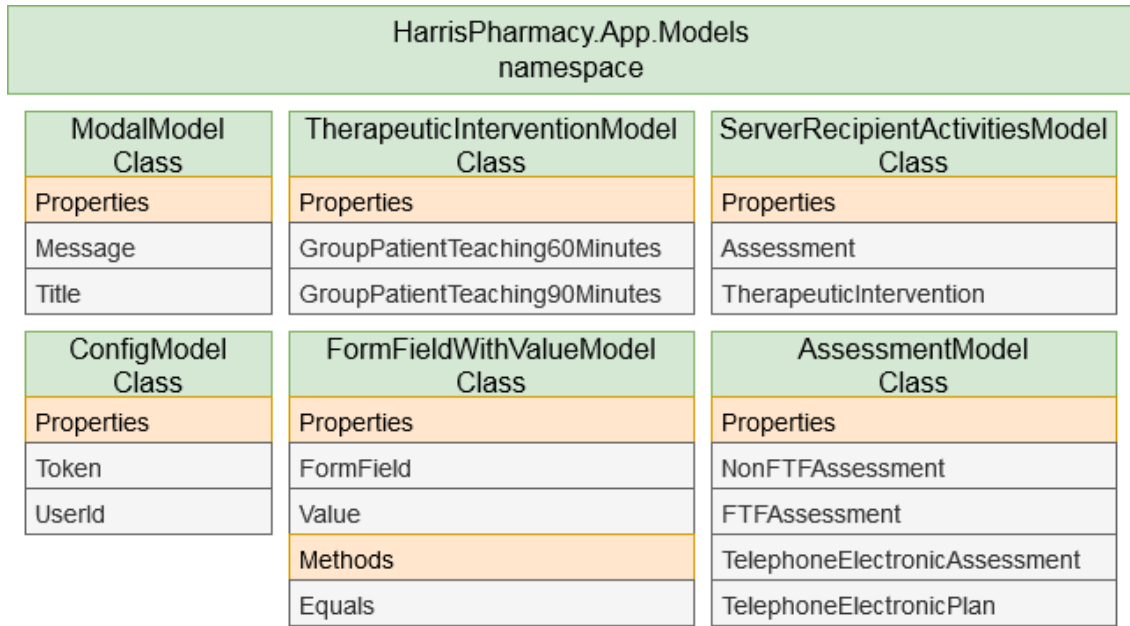 HarrisPharmacy.App.Models
namespace
ModalModel
Class
Properties
Message
Title
TherapeuticInterventionModel
Class
Properties
GroupPatientTeaching60Minutes
GroupPatientTeaching90Minutes
ServerRecipientActivitiesModel
Class
Properties
Assessment
TherapeuticIntervention
ConfigModel
Class
Properties
Token
UserId
FormFieldWithValueModel
Class
Properties
FormField
Value
Methods
Equals
AssessmentModel
Class
Properties
NonFTFAssessment
FTFAssessment
TelephoneElectronicAssessment
TelephoneElectronicPlan